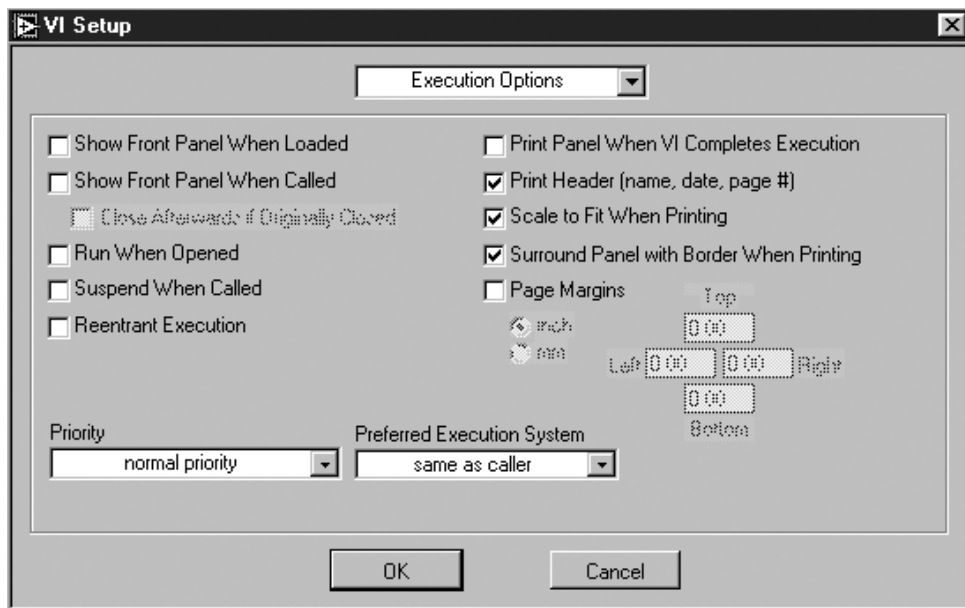 VI Setup
Execution Options
Show Front Panel When Loaded
Show Front Panel When Called
Close Afterwards if Originally Closed
Run When Opened
Suspend When Called
Reentrant Execution
Print Panel When VI Completes Execution
Print Header (name, date, page #)
Scale to Fit When Printing
Surround Panel with Border When Printing
Page Margins
inch
mm
Top
0.00
Left 0.00 0.00 Right
0.00
Bottom
Priority
normal priority
Preferred Execution System
same as caller
OK
Cancel